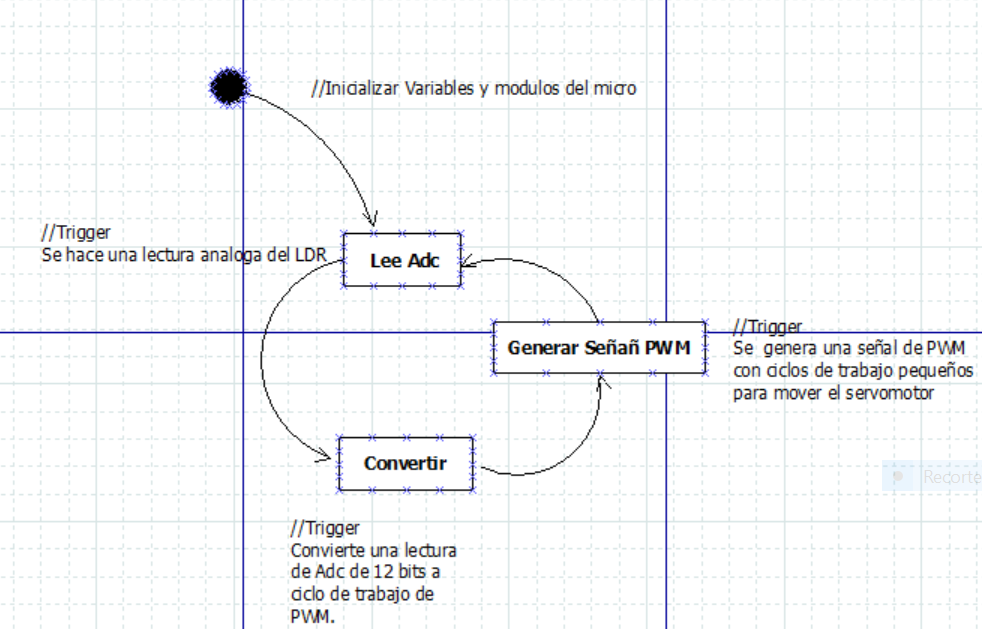 //Inicializar Variables y modulos del micro
//Trigger
Se hace una lectura analoga del LDR
Lee Adc
Generar Señañ PWM
//Trigger
Se genera una señal de PWM
con ciclos de trabajo pequeños
para mover el servomotor
Convertir
Recorte
//Trigger
Convierte una lectura
de Adc de 12 bits a
ciclo de trabajo de
PWM.